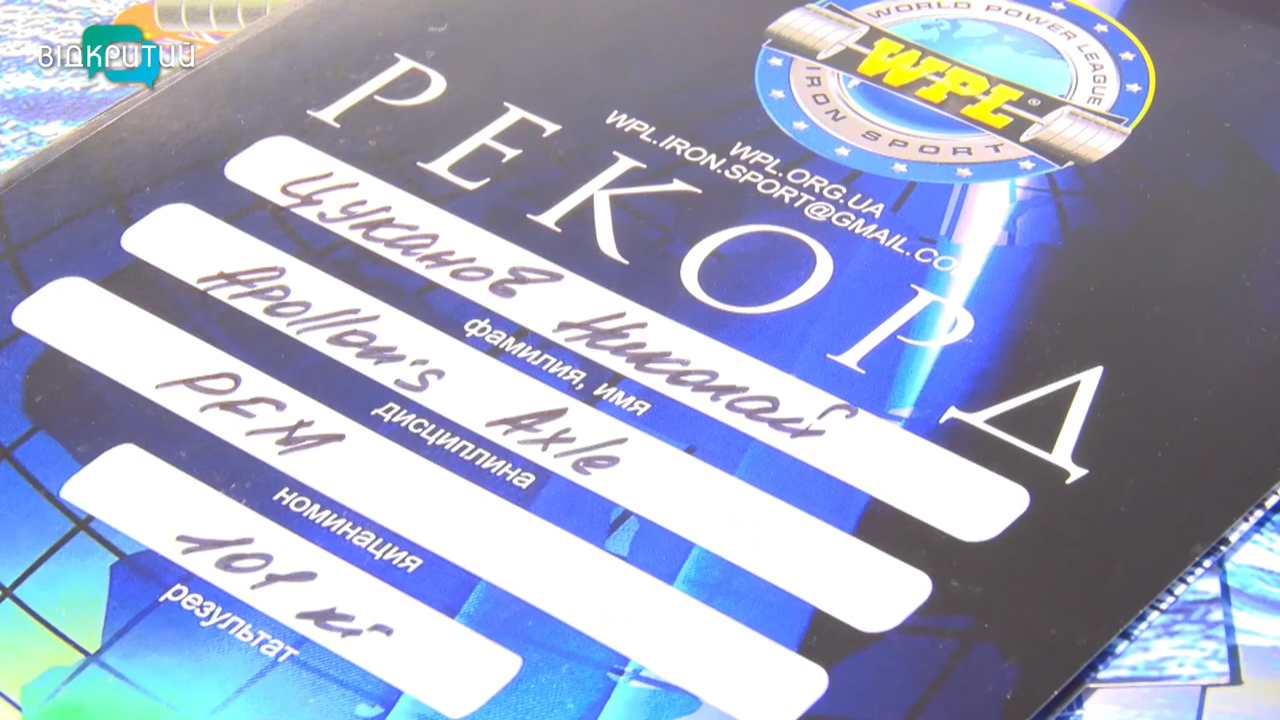 ВІДКРИТИЙ
WORLD POWER LEAGUE
WPL®
IRON SPORT
WPL.ORG.UA
WPL.IRON.SPORT@GMAIL.CO
РЕКОРД
Цуканов Николай
фамилия, имя
Apollon's Axle
дисциплина
PFM
номинация
101 кг
результат